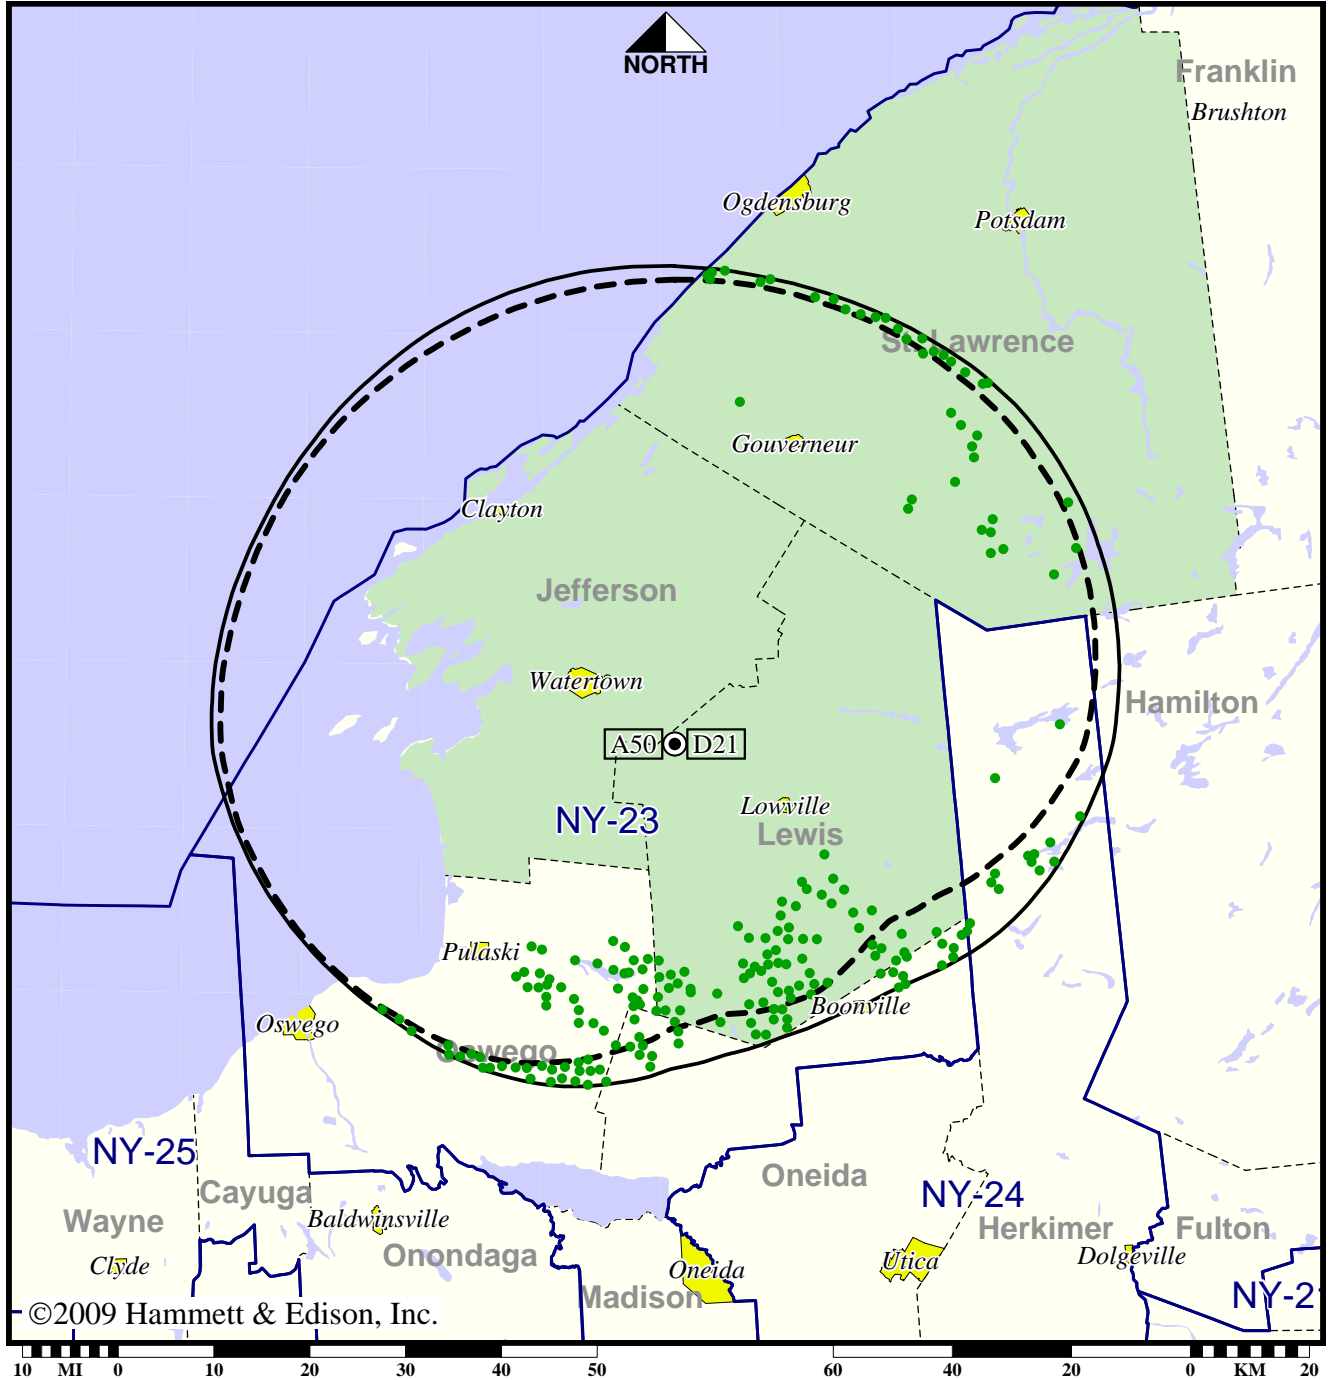 NORTH
Franklin
Brushton
Ogdensburg
Potsdam
St. Lawrence
Gouverneur
Clayton
Jefferson
Watertown
Hamilton
A50 D21
NY-23
Lowville
Lewis
Pulaski
Boonville
Oswego
Oswego
NY-25
Oneida
Cayuga
NY-24
Wayne
Baldwinsville
Herkimer
Fulton
Onondaga
Clyde
Oneida
Utica
Dolgeville
Madison
NY-2
©2009 Hammett & Edison, Inc.
10 MI 0 10 20 30 40 50 60 40 20 0 KM 20